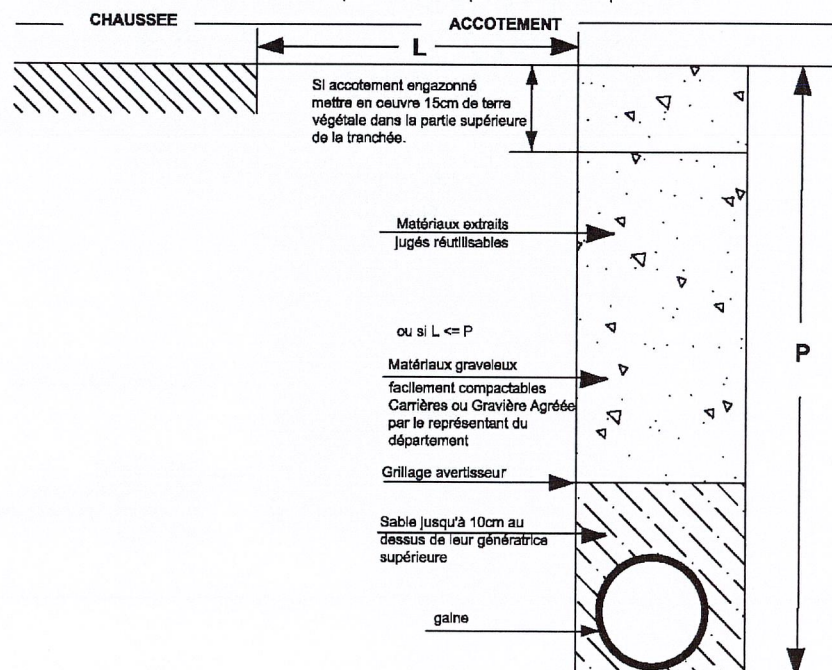 CHAUSSEE
ACCOTEMENT
L
Si accotement engazonné
mettre en oeuvre 15cm de terre
végétale dans la partie supérieure
de la tranchée.
Matériaux extraits
jugés réutilisables
ou si L <= P
P
Matériaux graveleux
facilement compactables
Carrières ou Gravière Agréée
par le représentant du
département
Grillage avertisseur
Sable jusqu'à 10cm au
dessus de leur génératrice
supérieure
gaine